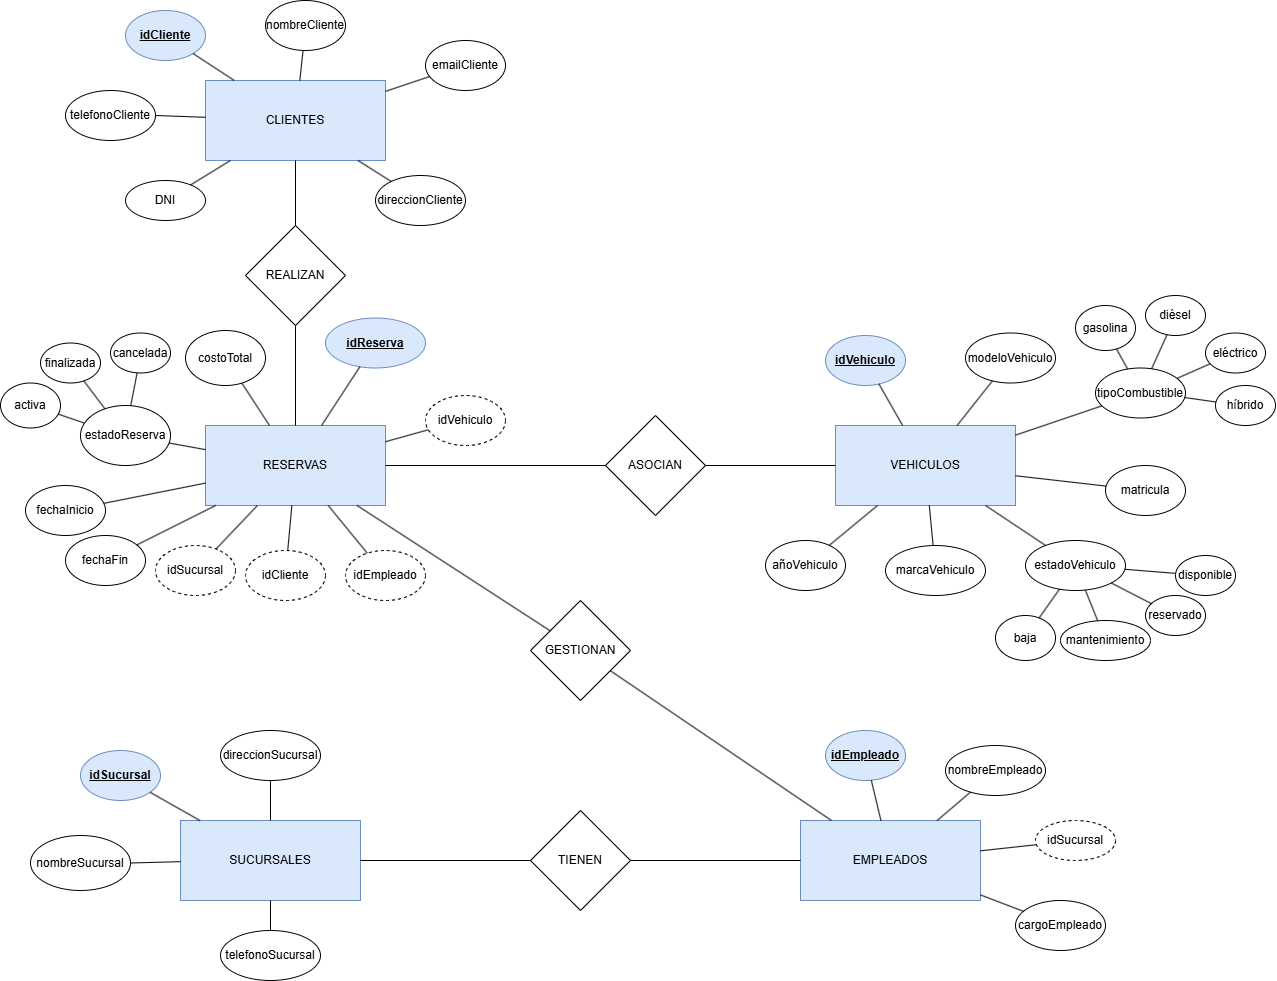 nombreCliente
idCliente
emailCliente
telefonoCliente
CLIENTES
DNI
direccionCliente
REALIZAN
idReserva
costoTotal
cancelada
finalizada
activa
estadoReserva
idVehiculo
RESERVAS
fechaInicio
fechaFin
idSucursal
idCliente
idEmpleado
ASOCIAN
idVehiculo
modeloVehiculo
gasolina
diésel
eléctrico
híbrido
tipoCombustible
VEHICULOS
matricula
añoVehiculo
marcaVehiculo
estadoVehiculo
disponible
reservado
mantenimiento
baja
GESTIONAN
direccionSucursal
idSucursal
nombreSucursal
SUCURSALES
telefonoSucursal
TIENEN
idEmpleado
nombreEmpleado
idSucursal
EMPLEADOS
cargoEmpleado